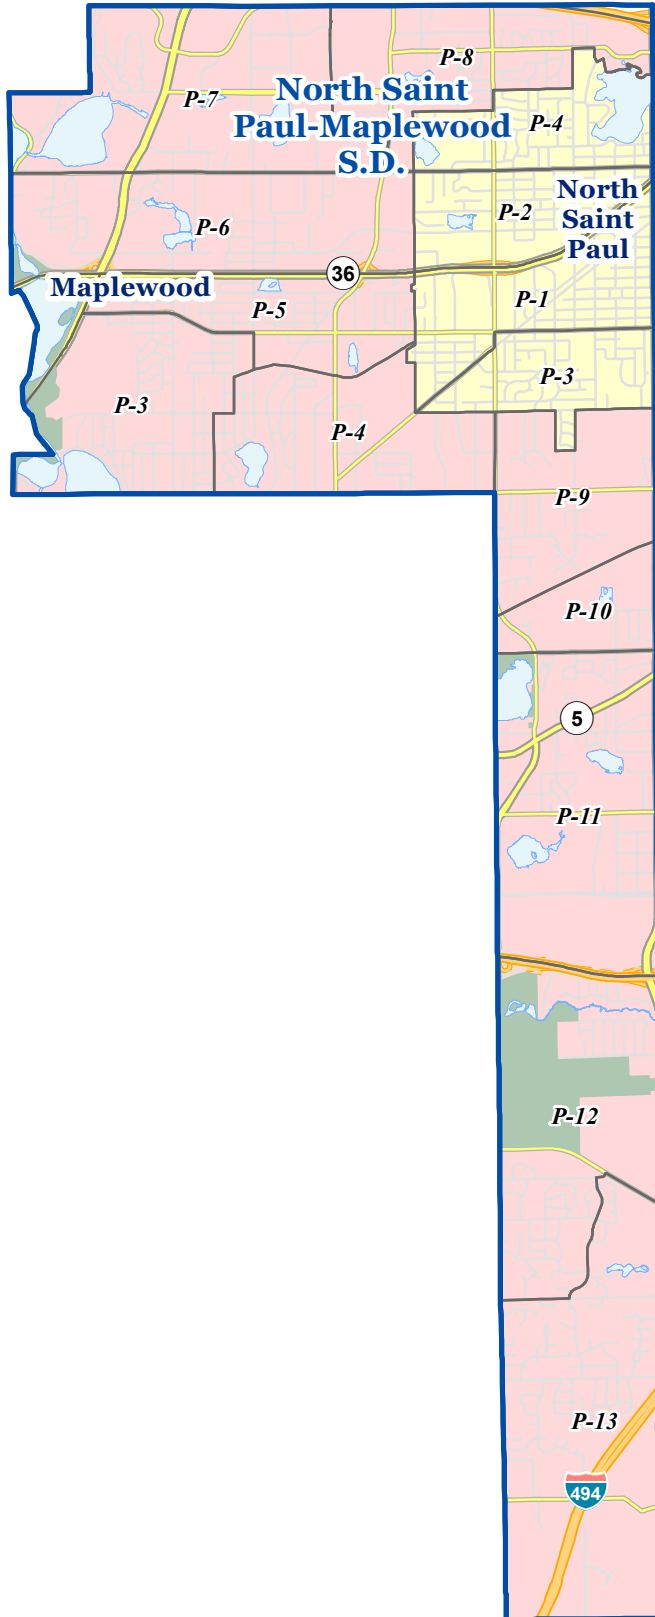 P-8
North Saint
Paul-Maplewood
S.D.
P-7
P-4
North
Saint
Paul
P-2
P-6
36
Maplewood
P-1
P-5
P-3
P-3
P-4
P-9
P-10
5
P-11
P-12
P-13
494